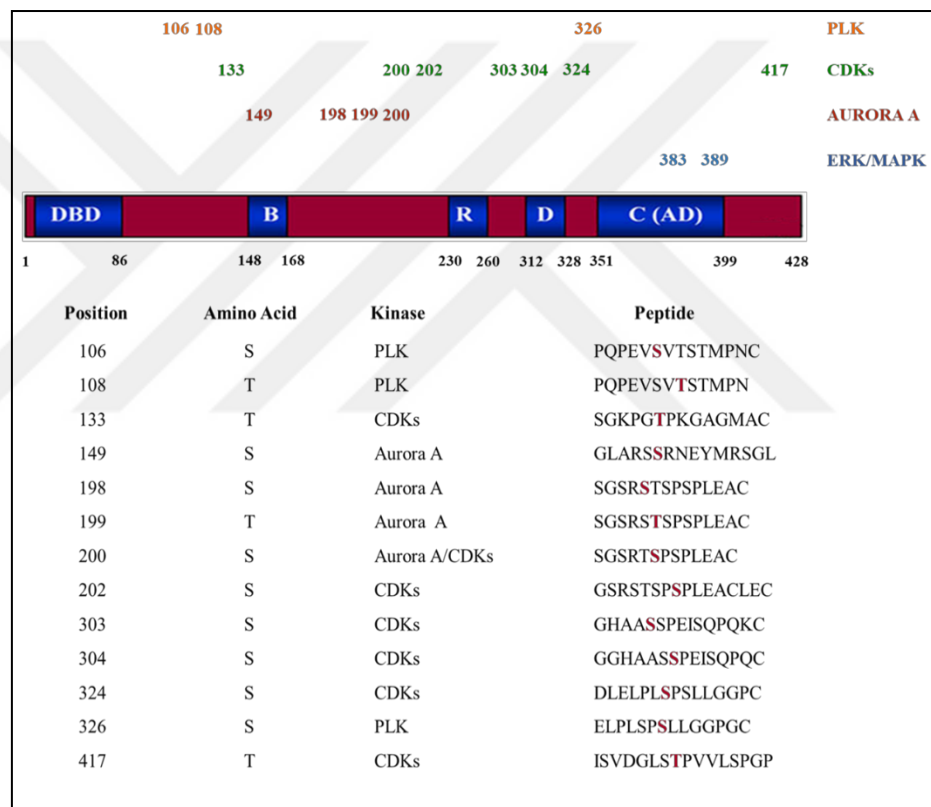 106 108 326 PLK
133 200 202 303 304 324 417 CDKs
149 198 199 200 AURORA A
383 389 ERK/MAPK
DBD B R D C (AD)
1 86 148 168 230 260 312 328 351 399 428
Position Amino Acid Kinase Peptide
106 S PLK PQPEVSVTSTMPNC
108 T PLK PQPEVSVTSTMPN
133 T CDKs SGKPGTPKGAGMAC
149 S Aurora A GLARSSRNEYMRSGL
198 S Aurora A SGSRSTSPSPLEAC
199 T Aurora A SGSRSTSPSPLEAC
200 S Aurora A/CDKs SGSRTSPSPLEAC
202 S CDKs GSRSTSPSPLEACLEC
303 S CDKs GHAASSPEISQPQKC
304 S CDKs GGHAASSPEISQPQC
324 S CDKs DLELPLSPSLLGGPC
326 S PLK ELPLSPSLLGGPGC
417 T CDKs ISVDGLSTPVVLSPGP